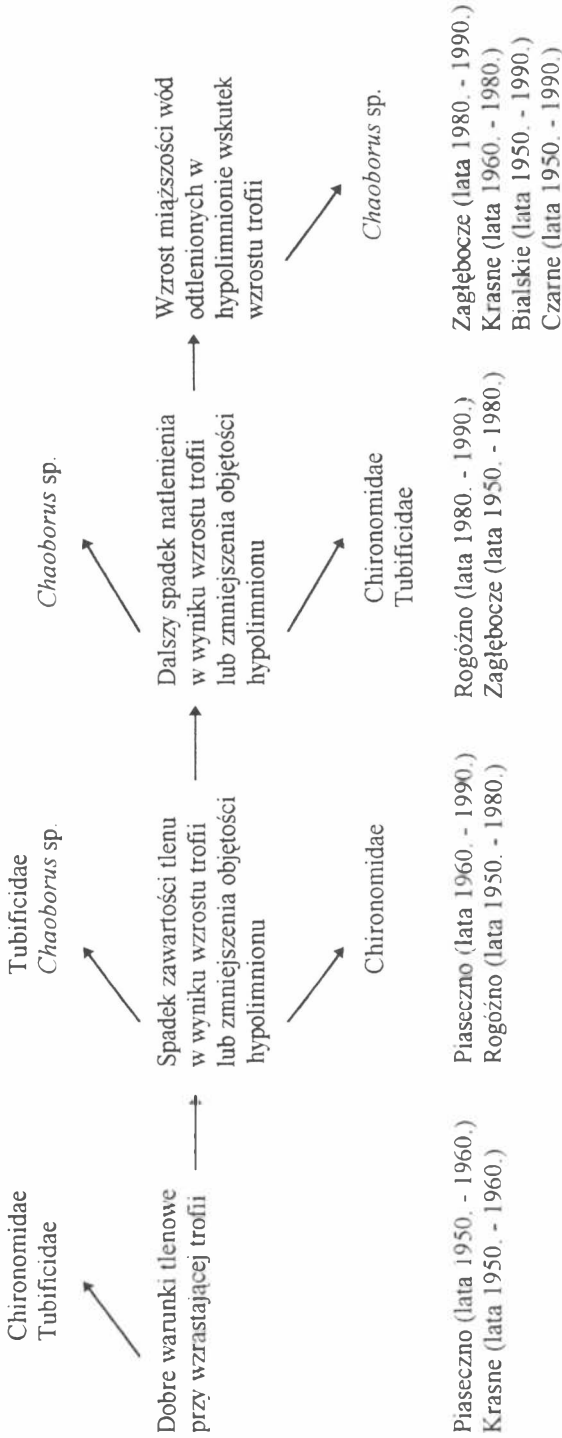 Chironomidae
Tubificidae
Dobre warunki tlenowe
przy wzrastającej trofii
Piaseczno (lata 1950. - 1960.)
Krasne (lata 1950. - 1960.)
Tubificidae
Chaoborus sp.
Spadek zawartości tlenu
w wyniku wzrostu trofii
lub zmniejszenia objętości
hypolimnionu
Chironomidae
Piaseczno (lata 1960. - 1990.)
Rogóźno (lata 1950. - 1980.)
Chaoborus sp.
Dalszy spadek natlenienia
w wyniku wzrostu trofii
lub zmniejszenia objętości
hypolimnionu
Chironomidae
Tubificidae
Rogóźno (lata 1980. - 1990.)
Zagłębocze (lata 1950. - 1980.)
Wzrost miąższości wód
odtlenionych w
hypolimnionie wskutek
wzrostu trofii
Chaoborus sp.
Zagłębocze (lata 1980. - 1990.)
Krasne (lata 1960. - 1980.)
Bialskie (lata 1950. - 1990.)
Czarne (lata 1950. - 1990.)